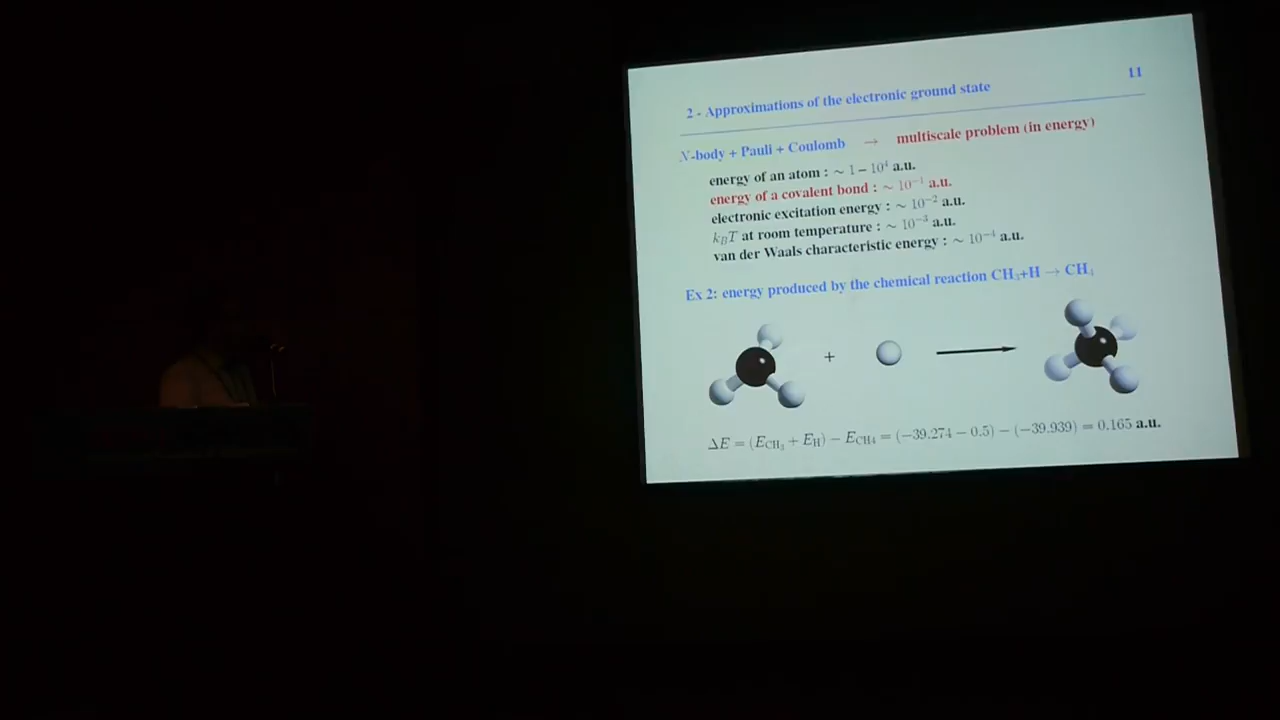 2 - Approximations of the electronic ground state 11
N-body + Pauli + Coulomb → multiscale problem (in energy)
energy of an atom : ∼ 1 − 10⁴ a.u.
energy of a covalent bond : ∼ 10⁻¹ a.u.
electronic excitation energy : ∼ 10⁻² a.u.
k_BT at room temperature : ∼ 10⁻³ a.u.
van der Waals characteristic energy : ∼ 10⁻⁴ a.u.
Ex 2: energy produced by the chemical reaction CH₃+H → CH₄
+
ΔE = (E_CH₃ + E_H) − E_CH4 = (−39.274 − 0.5) − (−39.939) = 0.165 a.u.